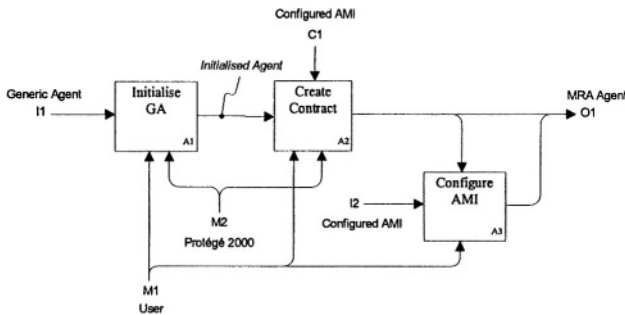 Configured AMI
C1
Initialised Agent
Generic Agent
I1
Initialise
GA
A1
Create
Contract
A2
MRA Agent
O1
Configure
AMI
A3
I2
Configured AMI
M2
Protégé 2000
M1
User